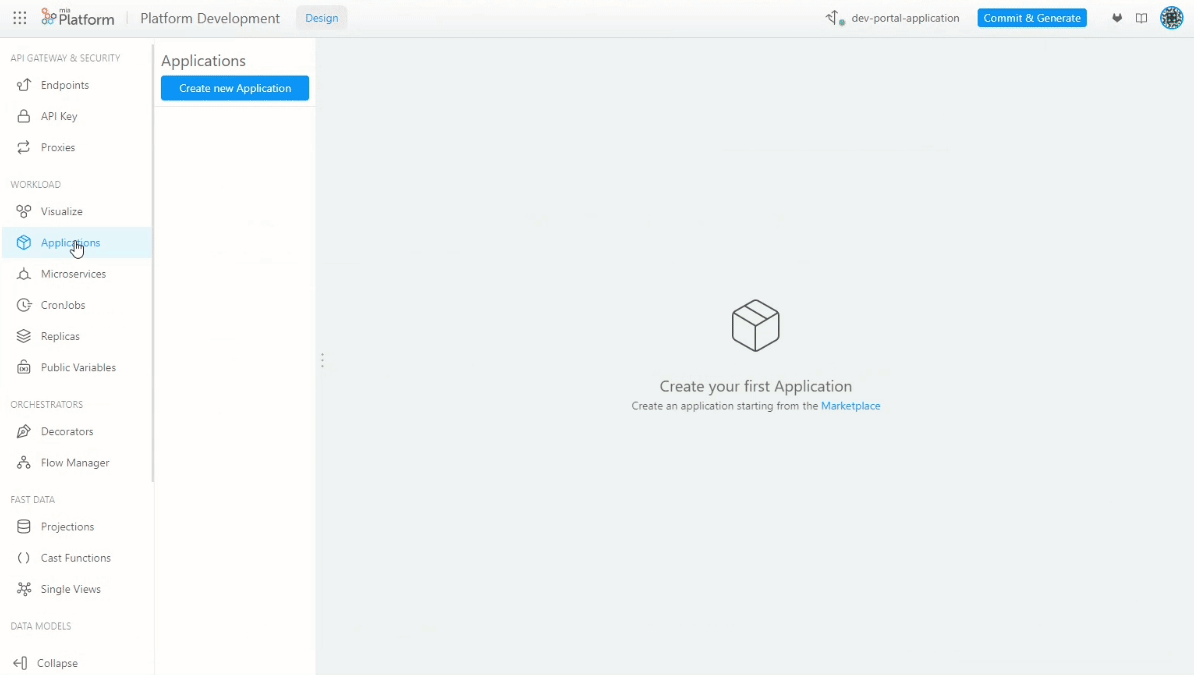 mia
Platform
Platform Development
Design
dev-portal-application
Commit & Generate
API GATEWAY & SECURITY
Endpoints
API Key
Proxies
WORKLOAD
Visualize
Applications
Microservices
CronJobs
Replicas
Public Variables
ORCHESTRATORS
Decorators
Flow Manager
FAST DATA
Projections
Cast Functions
Single Views
DATA MODELS
Collapse
Applications
Create new Application
Create your first Application
Create an application starting from the Marketplace